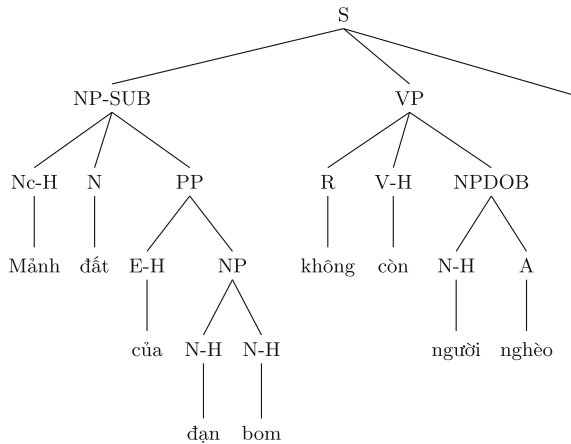 S
NP-SUB VP
Nc-H N PP R V-H NPDOB
Mảnh đất E-H NP không còn N-H A
của N-H N-H người nghèo
đạn bom